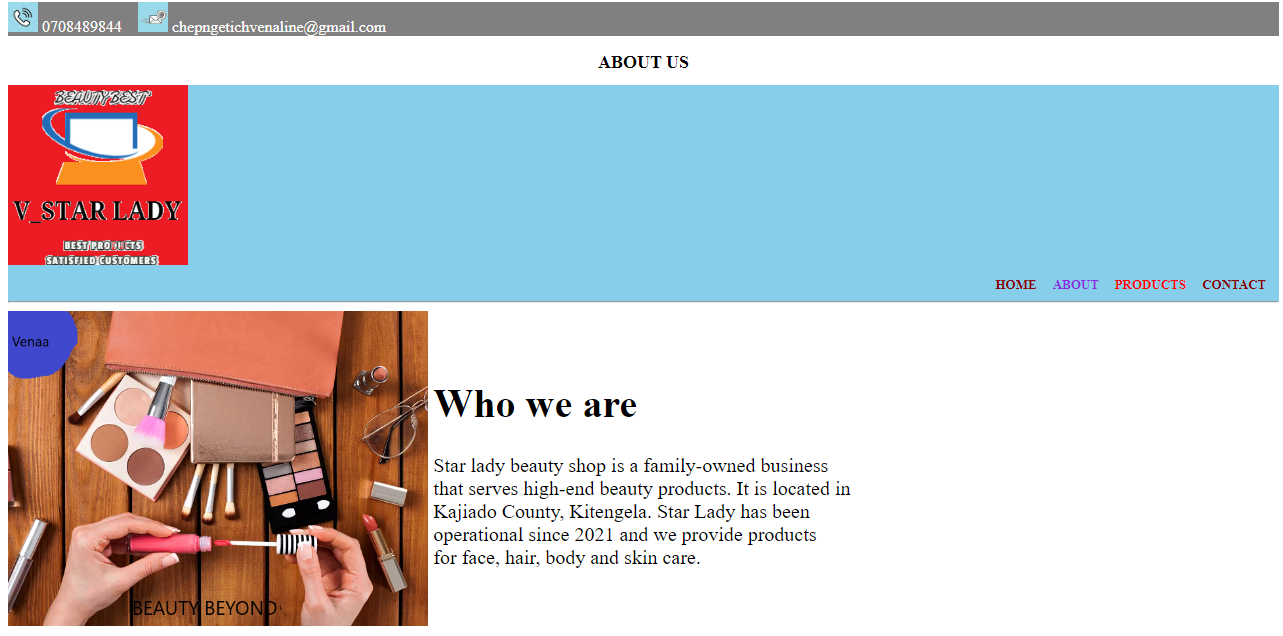 0708489844 chepngetichvenaline@gmail.com
ABOUT US
BEAUTY BEST
V_STAR LADY
BEST PRODUCTS
SATISFIED CUSTOMERS
HOME ABOUT PRODUCTS CONTACT
Venaa
BEAUTY BEYOND
Who we are
Star lady beauty shop is a family-owned business
that serves high-end beauty products. It is located in
Kajiado County, Kitengela. Star Lady has been
operational since 2021 and we provide products
for face, hair, body and skin care.